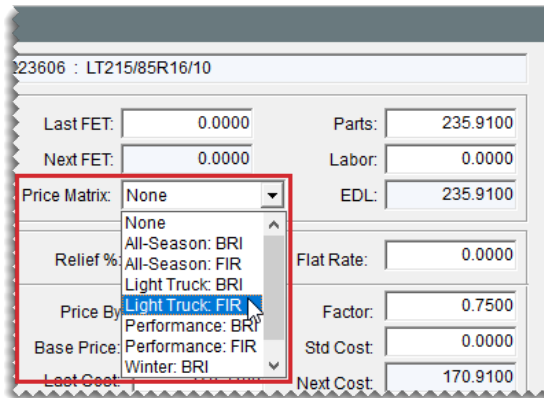 23606 : LT215/85R16/10
Last FET: 0.0000 Parts: 235.9100
Next FET: 0.0000 Labor: 0.0000
Price Matrix: None EDL: 235.9100
None
All-Season: BRI
Relief %: All-Season: FIR Flat Rate: 0.0000
Light Truck: BRI
Price By Light Truck: FIR Factor: 0.7500
Performance: BRI
Base Price: Performance: FIR Std Cost: 0.0000
Winter: BRI
Last Cost: Next Cost: 170.9100